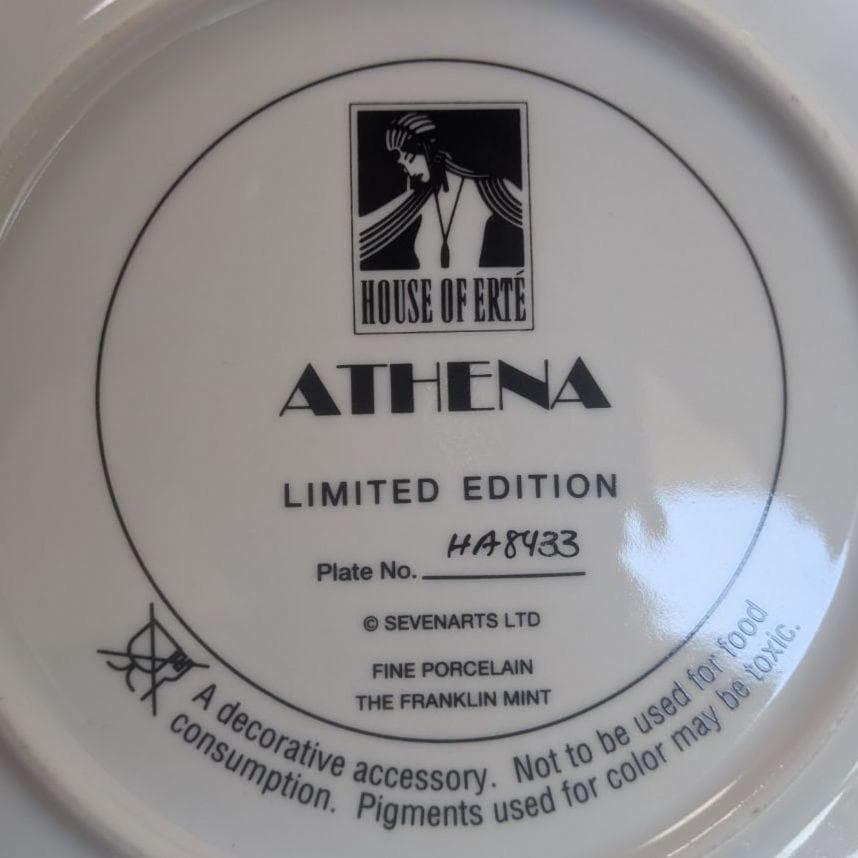 HOUSE OF ERTÉ
ATHENA
LIMITED EDITION
Plate No. HA8433
© SEVENARTS LTD
FINE PORCELAIN
THE FRANKLIN MINT
A decorative accessory. Not to be used for food
consumption. Pigments used for color may be toxic.